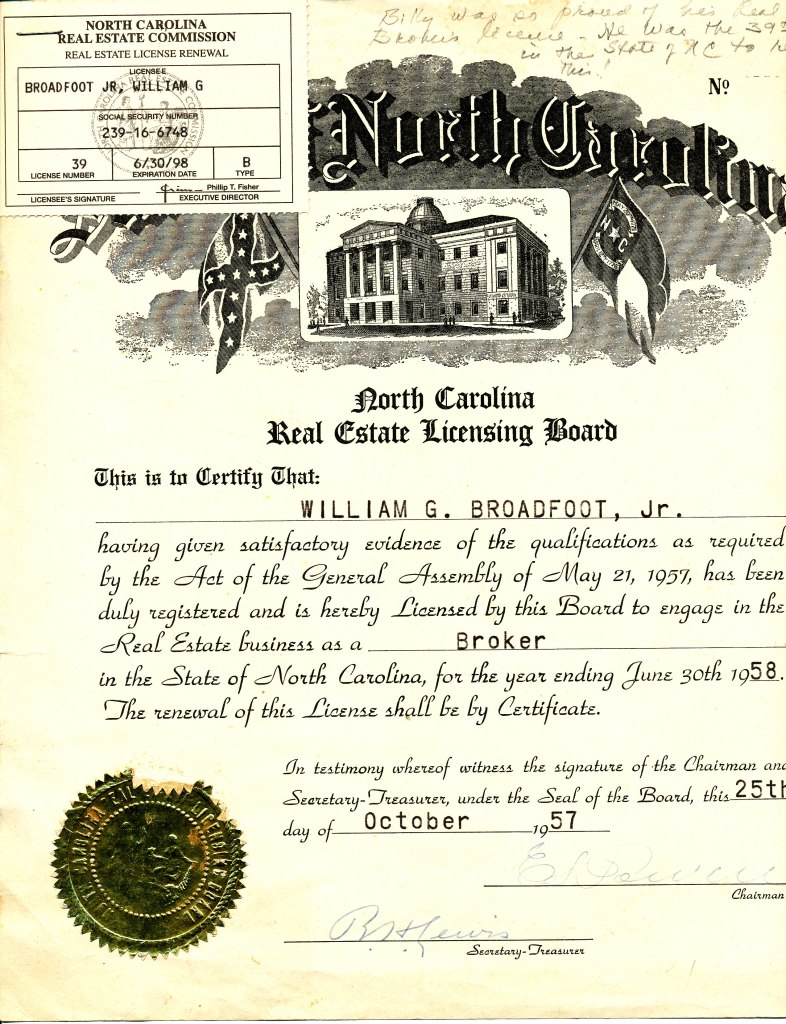 Billy was so proud of his Real
Brokers license - He was the 39th
in the State of NC to
this!
NORTH CAROLINA
REAL ESTATE COMMISSION
REAL ESTATE LICENSE RENEWAL
LICENSEE
BROADFOOT JR, WILLIAM G
SOCIAL SECURITY NUMBER
239-16-6748
39 6/30/98 B
LICENSE NUMBER EXPIRATION DATE TYPE
Phillip T. Fisher
LICENSEE'S SIGNATURE EXECUTIVE DIRECTOR
Nº
North Carolina
N C
North Carolina
Real Estate Licensing Board
This is to Certify That:
WILLIAM G. BROADFOOT, Jr.
having given satisfactory evidence of the qualifications as required
by the Act of the General Assembly of May 21, 1957, has been
duly registered and is hereby Licensed by this Board to engage in the
Real Estate business as a Broker
in the State of North Carolina, for the year ending June 30th 1958.
The renewal of this License shall be by Certificate.
In testimony whereof witness the signature of the Chairman and
Secretary-Treasurer, under the Seal of the Board, this 25th
day of October 1957
Chairman
B. H. Lewis
Secretary-Treasurer